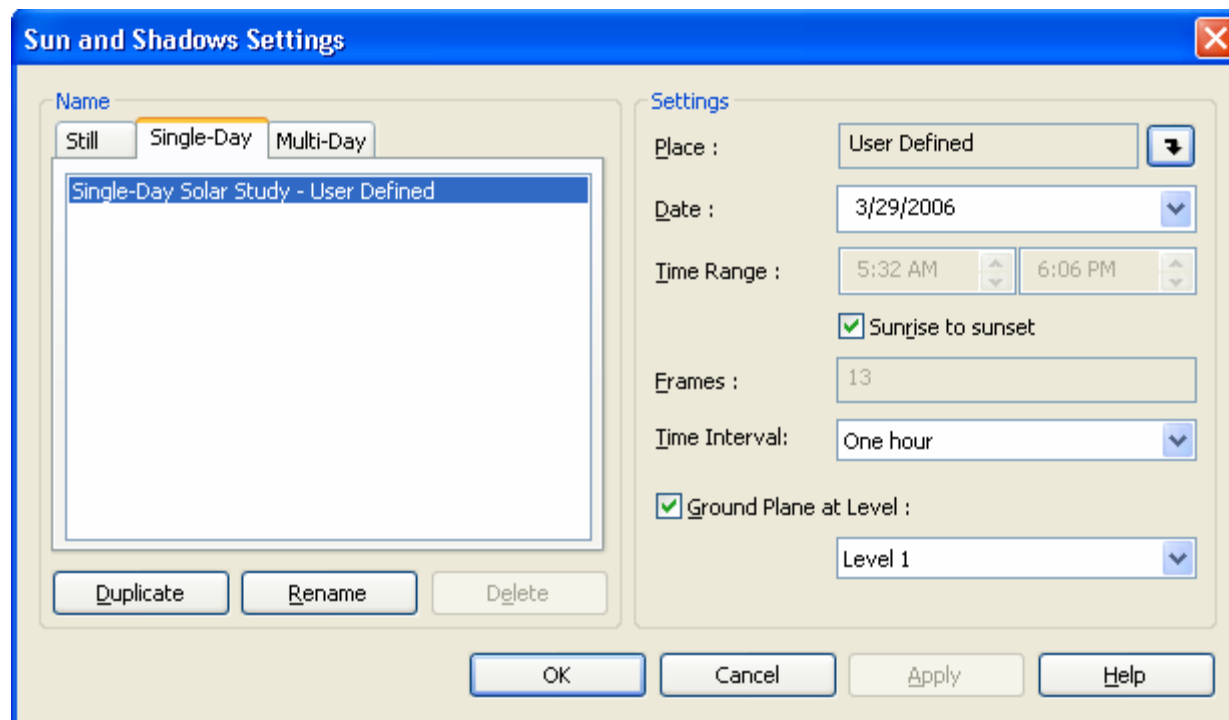 Sun and Shadows Settings
Name
Still
Single-Day
Multi-Day
Single-Day Solar Study - User Defined
Duplicate
Rename
Delete
Settings
Place :
User Defined
Date :
3/29/2006
Time Range :
5:32 AM
6:06 PM
Sunrise to sunset
Frames :
13
Time Interval:
One hour
Ground Plane at Level :
Level 1
OK
Cancel
Apply
Help